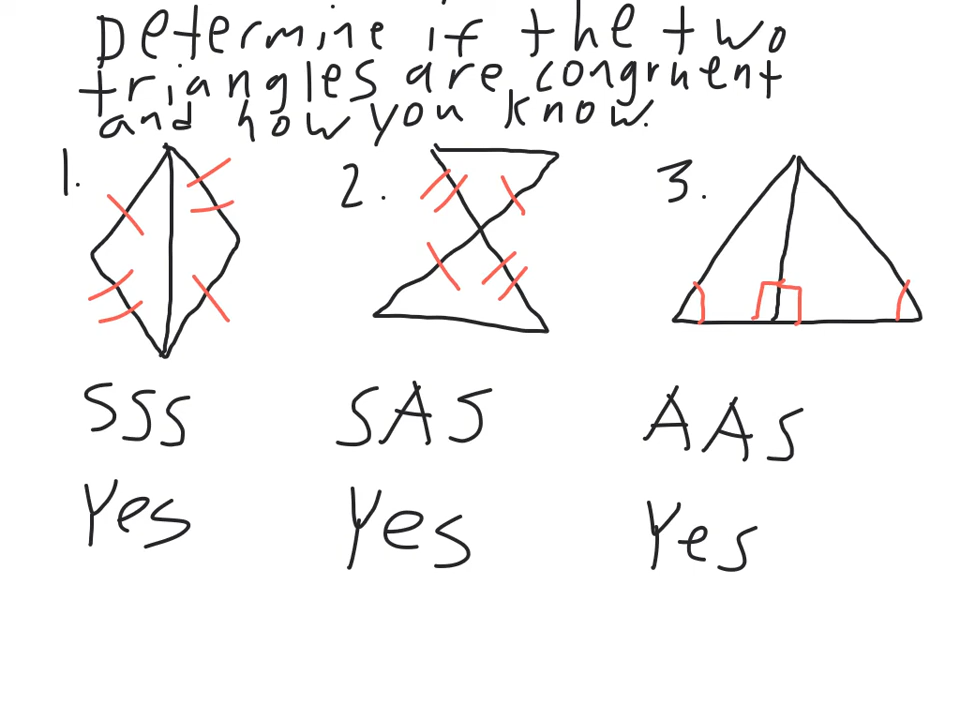 Determine if the two
triangles are congruent
and how you know.
1. 2. 3.
SSS SAS AAS
Yes Yes Yes